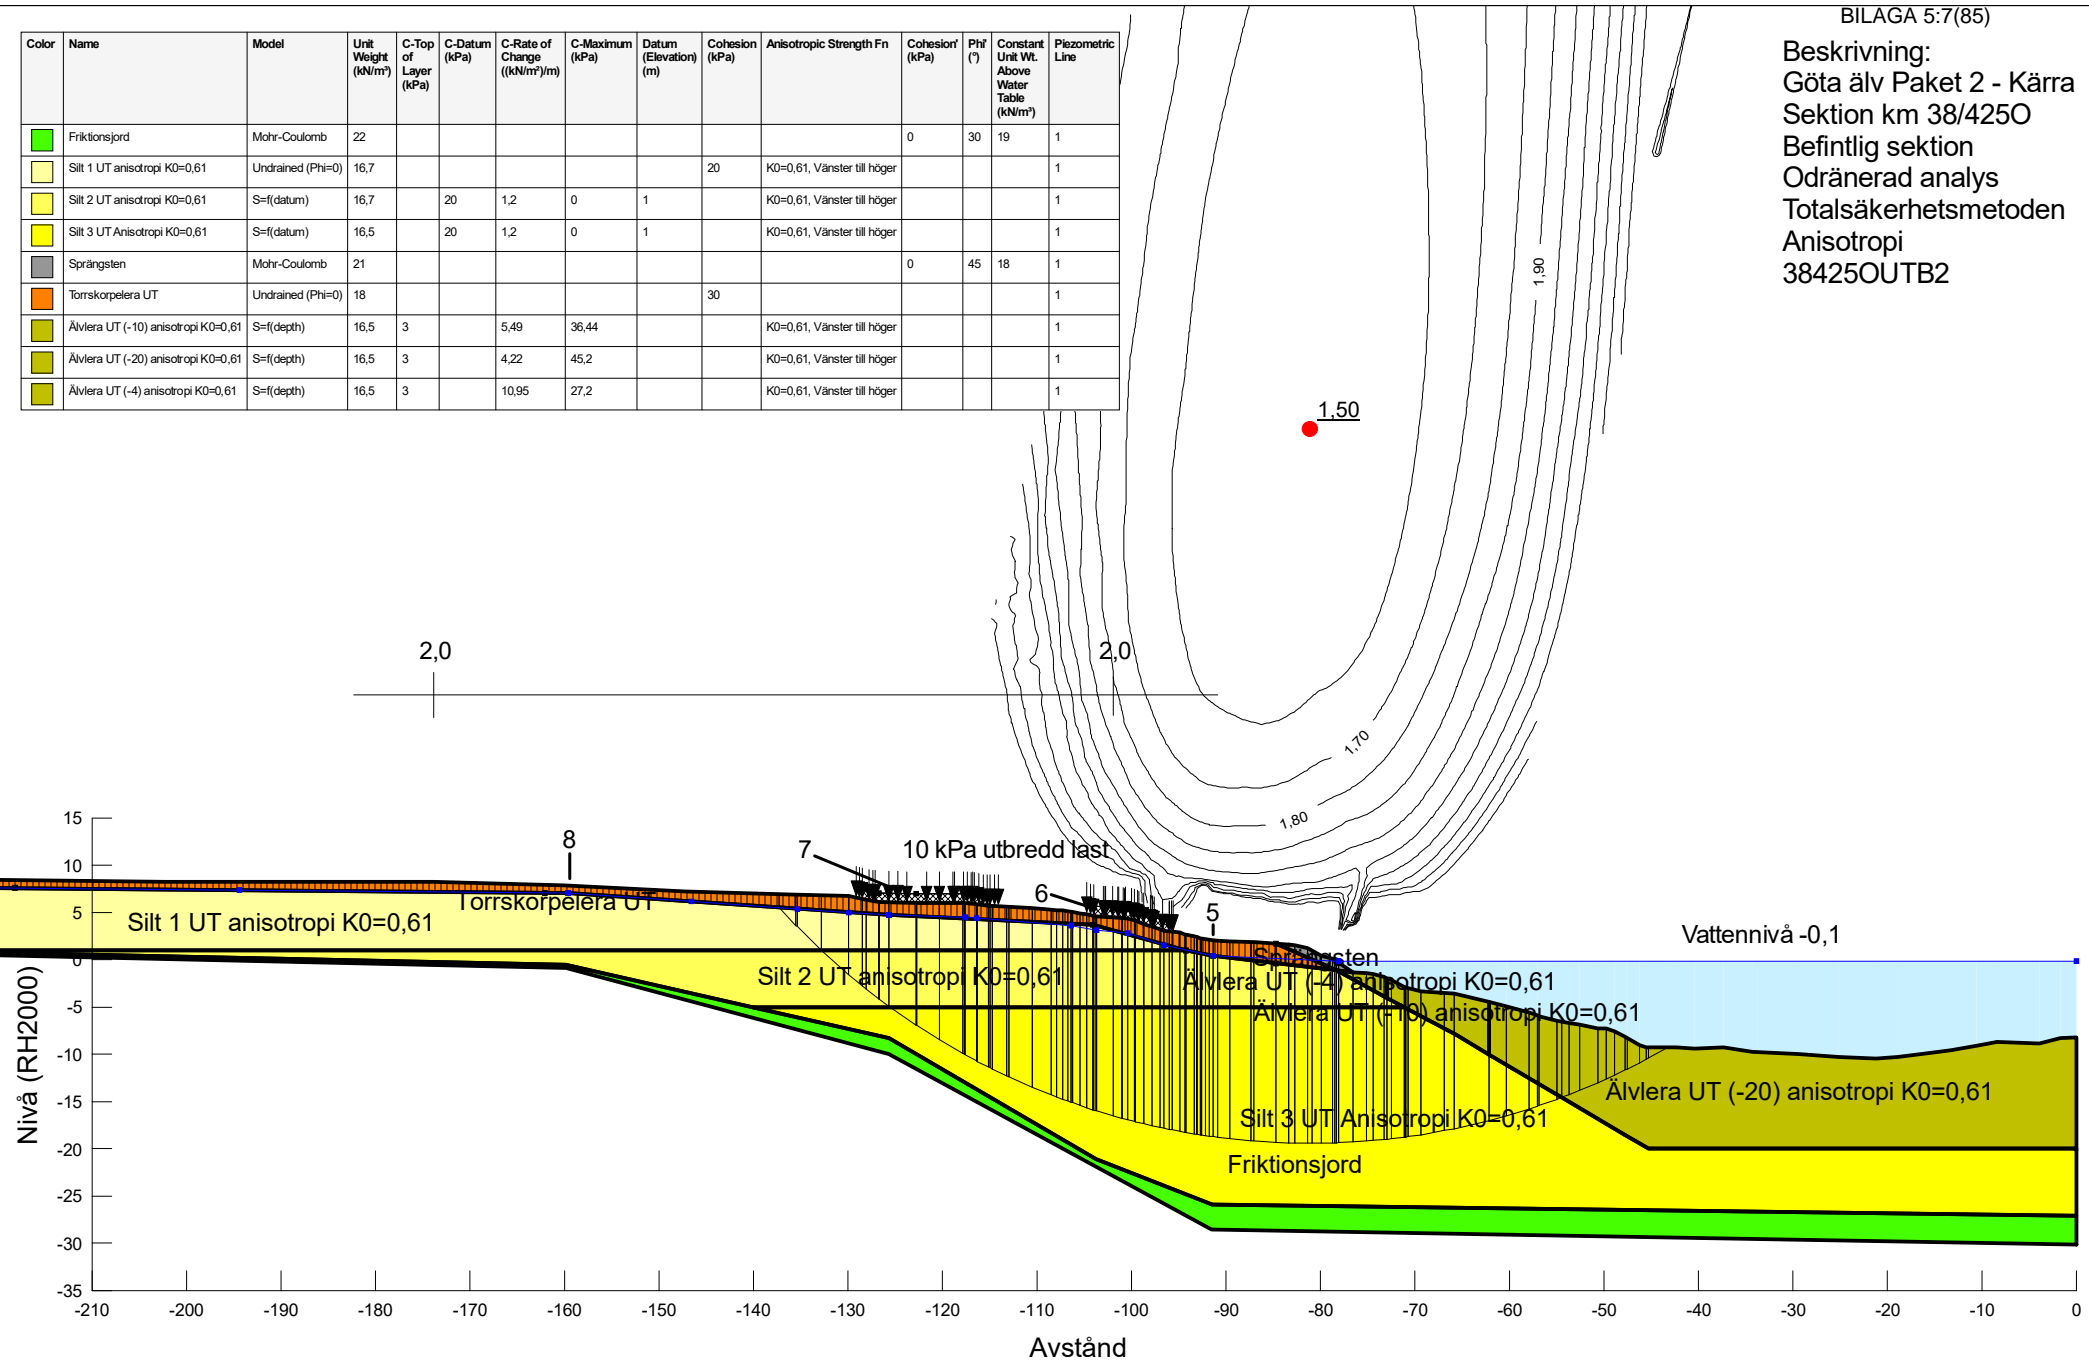 BILAGA 5:7(85)
Beskrivning:
Göta älv Paket 2 - Kärra
Sektion km 38/425O
Befintlig sektion
Odränerad analys
Totalsäkerhetsmetoden
Anisotropi
38425OUTB2
Color Name Model Unit Weight (kN/m³) C-Top of Layer (kPa) C-Datum (kPa) C-Rate of Change ((kN/m²)/m) C-Maximum (kPa) Datum (Elevation) (m) Cohesion (kPa) Anisotropic Strength Fn Cohesion' (kPa) Phi' (°) Constant Unit Wt. Above Water Table (kN/m³) Piezometric Line
Friktionsjord Mohr-Coulomb 22 0 30 19 1
Silt 1 UT anisotropi K0=0,61 Undrained (Phi=0) 16,7 20 K0=0,61, Vänster till höger 1
Silt 2 UT anisotropi K0=0,61 S=f(datum) 16,7 20 1,2 0 1 K0=0,61, Vänster till höger 1
Silt 3 UT Anisotropi K0=0,61 S=f(datum) 16,5 20 1,2 0 1 K0=0,61, Vänster till höger 1
Sprängsten Mohr-Coulomb 21 0 45 18 1
Torrskorpelera UT Undrained (Phi=0) 18 30 1
Älvlera UT (-10) anisotropi K0=0,61 S=f(depth) 16,5 3 5,49 36,44 K0=0,61, Vänster till höger 1
Älvlera UT (-20) anisotropi K0=0,61 S=f(depth) 16,5 3 4,22 45,2 K0=0,61, Vänster till höger 1
Älvlera UT (-4) anisotropi K0=0,61 S=f(depth) 16,5 3 10,95 27,2 K0=0,61, Vänster till höger 1
1,90
1,50
2,0 2,0
1,70
1,80
8
7
10 kPa utbredd last
6
5
Torrskorpelera UT
Silt 1 UT anisotropi K0=0,61
Vattennivå -0,1
Sprängsten
Silt 2 UT anisotropi K0=0,61
Älvlera UT (-4) anisotropi K0=0,61
Älvlera UT (-10) anisotropi K0=0,61
Älvlera UT (-20) anisotropi K0=0,61
Silt 3 UT Anisotropi K0=0,61
Friktionsjord
Nivå (RH2000)
15
10
5
0
-5
-10
-15
-20
-25
-30
-35
-210 -200 -190 -180 -170 -160 -150 -140 -130 -120 -110 -100 -90 -80 -70 -60 -50 -40 -30 -20 -10 0
Avstånd